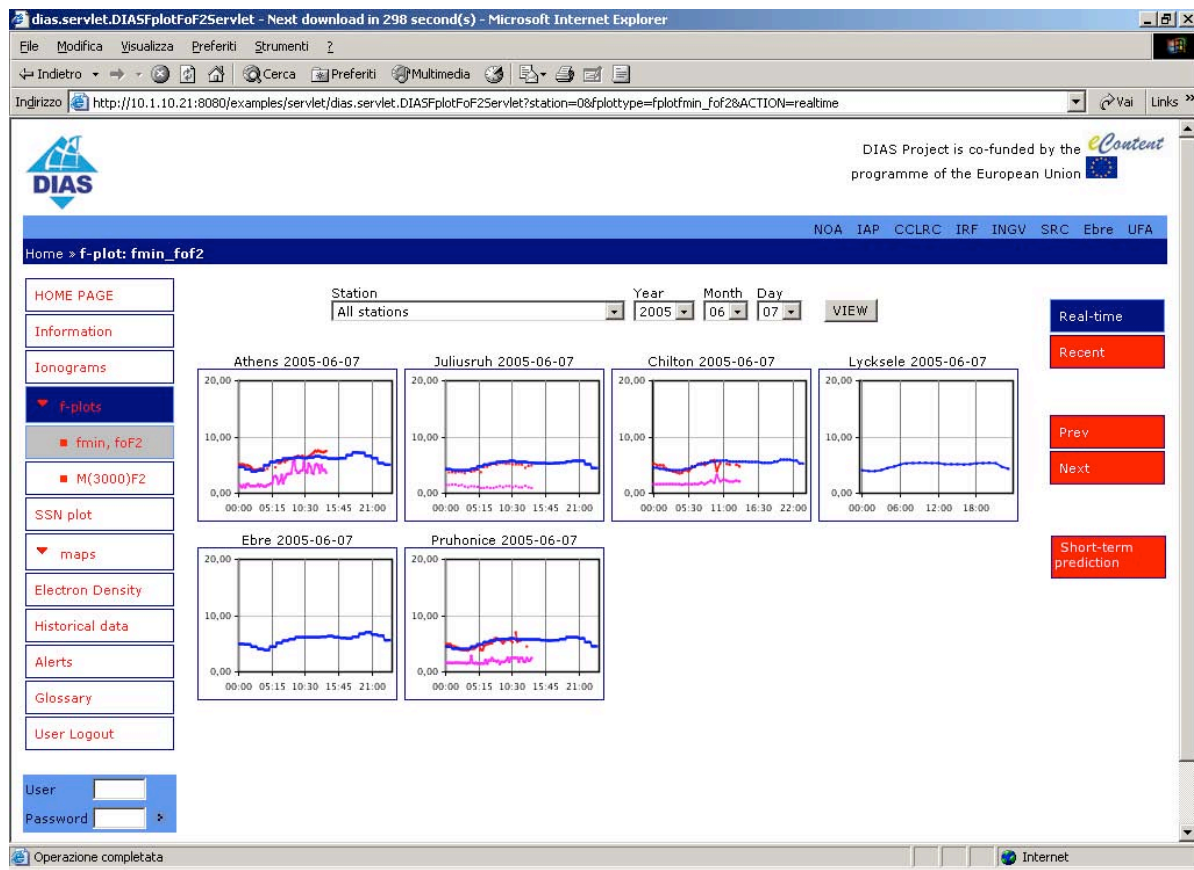 dias.servlet.DIASFplotFoF2Servlet - Next download in 298 second(s) - Microsoft Internet Explorer
File Modifica Visualizza Preferiti Strumenti ?
Indietro Cerca Preferiti Multimedia
Indirizzo http://10.1.10.21:8080/examples/servlet/dias.servlet.DIASFplotFoF2Servlet?station=0&fplottype=fplotfmin_fof2&ACTION=realtime Vai Links »
DIAS
DIAS Project is co-funded by the eContent
programme of the European Union
NOA IAP CCLRC IRF INGV SRC Ebre UFA
Home » f-plot: fmin_fof2
HOME PAGE
Information
Ionograms
f-plots
fmin, foF2
M(3000)F2
SSN plot
maps
Electron Density
Historical data
Alerts
Glossary
User Logout
User
Password
Station Year Month Day
All stations 2005 06 07 VIEW
Athens 2005-06-07
20,00
10,00
0,00
00:00 05:15 10:30 15:45 21:00
Juliusruh 2005-06-07
20,00
10,00
0,00
00:00 05:15 10:30 15:45 21:00
Chilton 2005-06-07
20,00
10,00
0,00
00:00 05:30 11:00 16:30 22:00
Lycksele 2005-06-07
20,00
10,00
0,00
00:00 06:00 12:00 18:00
Ebre 2005-06-07
20,00
10,00
0,00
00:00 05:15 10:30 15:45 21:00
Pruhonice 2005-06-07
20,00
10,00
0,00
00:00 05:15 10:30 15:45 21:00
Real-time
Recent
Prev
Next
Short-term
prediction
Operazione completata Internet